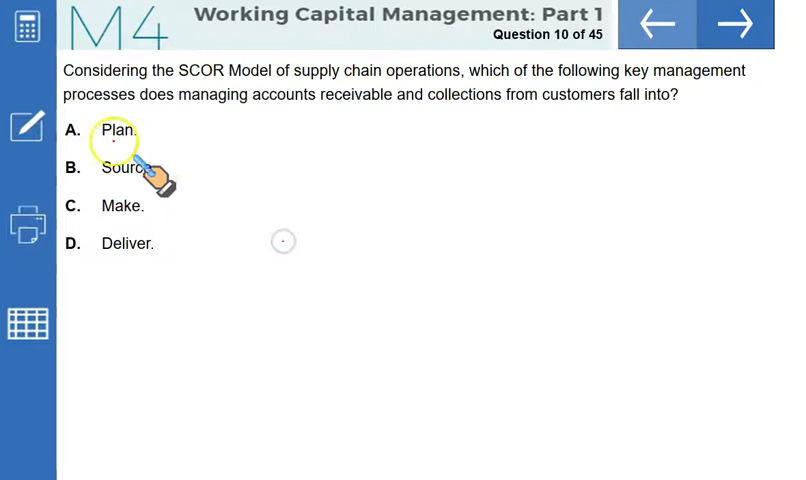 M4
Working Capital Management: Part 1
Question 10 of 45
Considering the SCOR Model of supply chain operations, which of the following key management
processes does managing accounts receivable and collections from customers fall into?
A. Plan.
B. Source
C. Make.
D. Deliver.